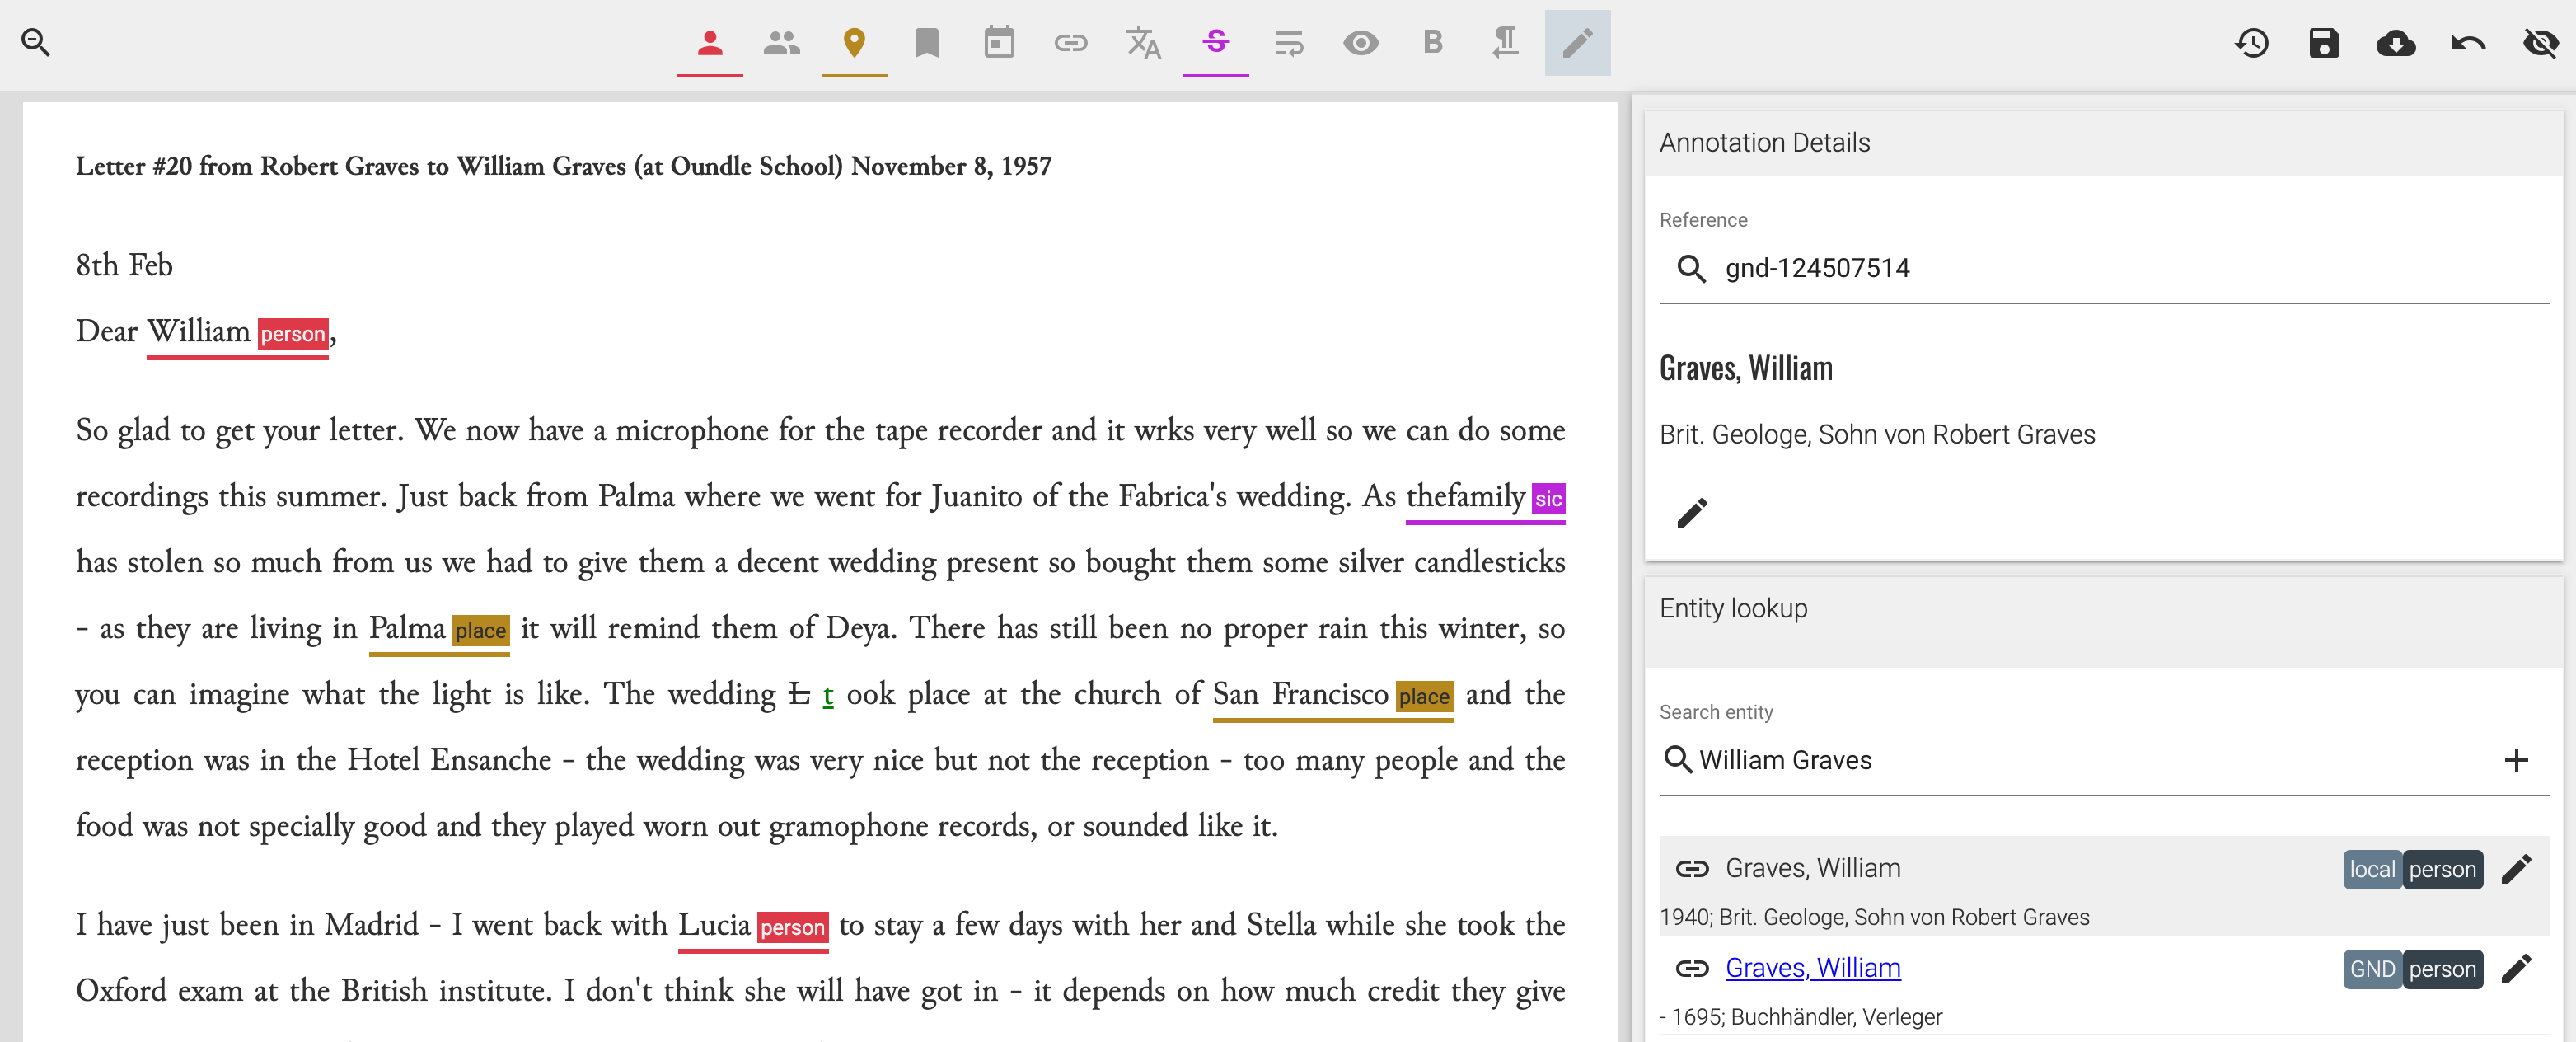 Letter #20 from Robert Graves to William Graves (at Oundle School) November 8, 1957
8th Feb
Dear William person,
So glad to get your letter. We now have a microphone for the tape recorder and it wrks very well so we can do some
recordings this summer. Just back from Palma where we went for Juanito of the Fabrica's wedding. As thefamily sic
has stolen so much from us we had to give them a decent wedding present so bought them some silver candlesticks
- as they are living in Palma place it will remind them of Deya. There has still been no proper rain this winter, so
you can imagine what the light is like. The wedding L t ook place at the church of San Francisco place and the
reception was in the Hotel Ensanche - the wedding was very nice but not the reception - too many people and the
food was not specially good and they played worn out gramophone records, or sounded like it.
I have just been in Madrid - I went back with Lucia person to stay a few days with her and Stella while she took the
Oxford exam at the British institute. I don't think she will have got in - it depends on how much credit they give
Annotation Details
Reference
gnd-124507514
Graves, William
Brit. Geologe, Sohn von Robert Graves
Entity lookup
Search entity
William Graves
Graves, William local person
1940; Brit. Geologe, Sohn von Robert Graves
Graves, William GND person
- 1695; Buchhändler, Verleger